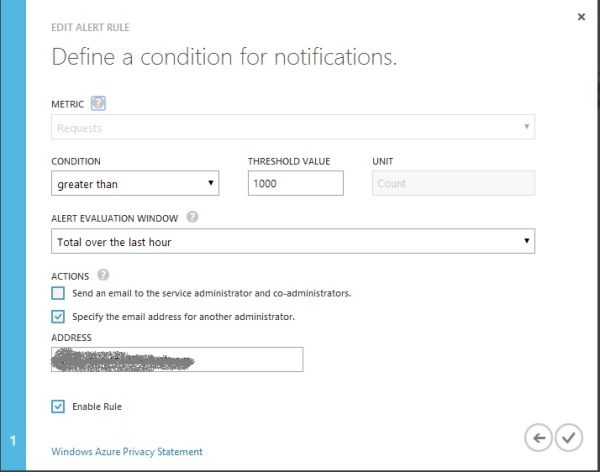 EDIT ALERT RULE
Define a condition for notifications.
METRIC ?
Requests
CONDITION THRESHOLD VALUE UNIT
greater than 1000 Count
ALERT EVALUATION WINDOW ?
Total over the last hour
ACTIONS ?
Send an email to the service administrator and co-administrators.
Specify the email address for another administrator.
ADDRESS
Enable Rule
1
Windows Azure Privacy Statement